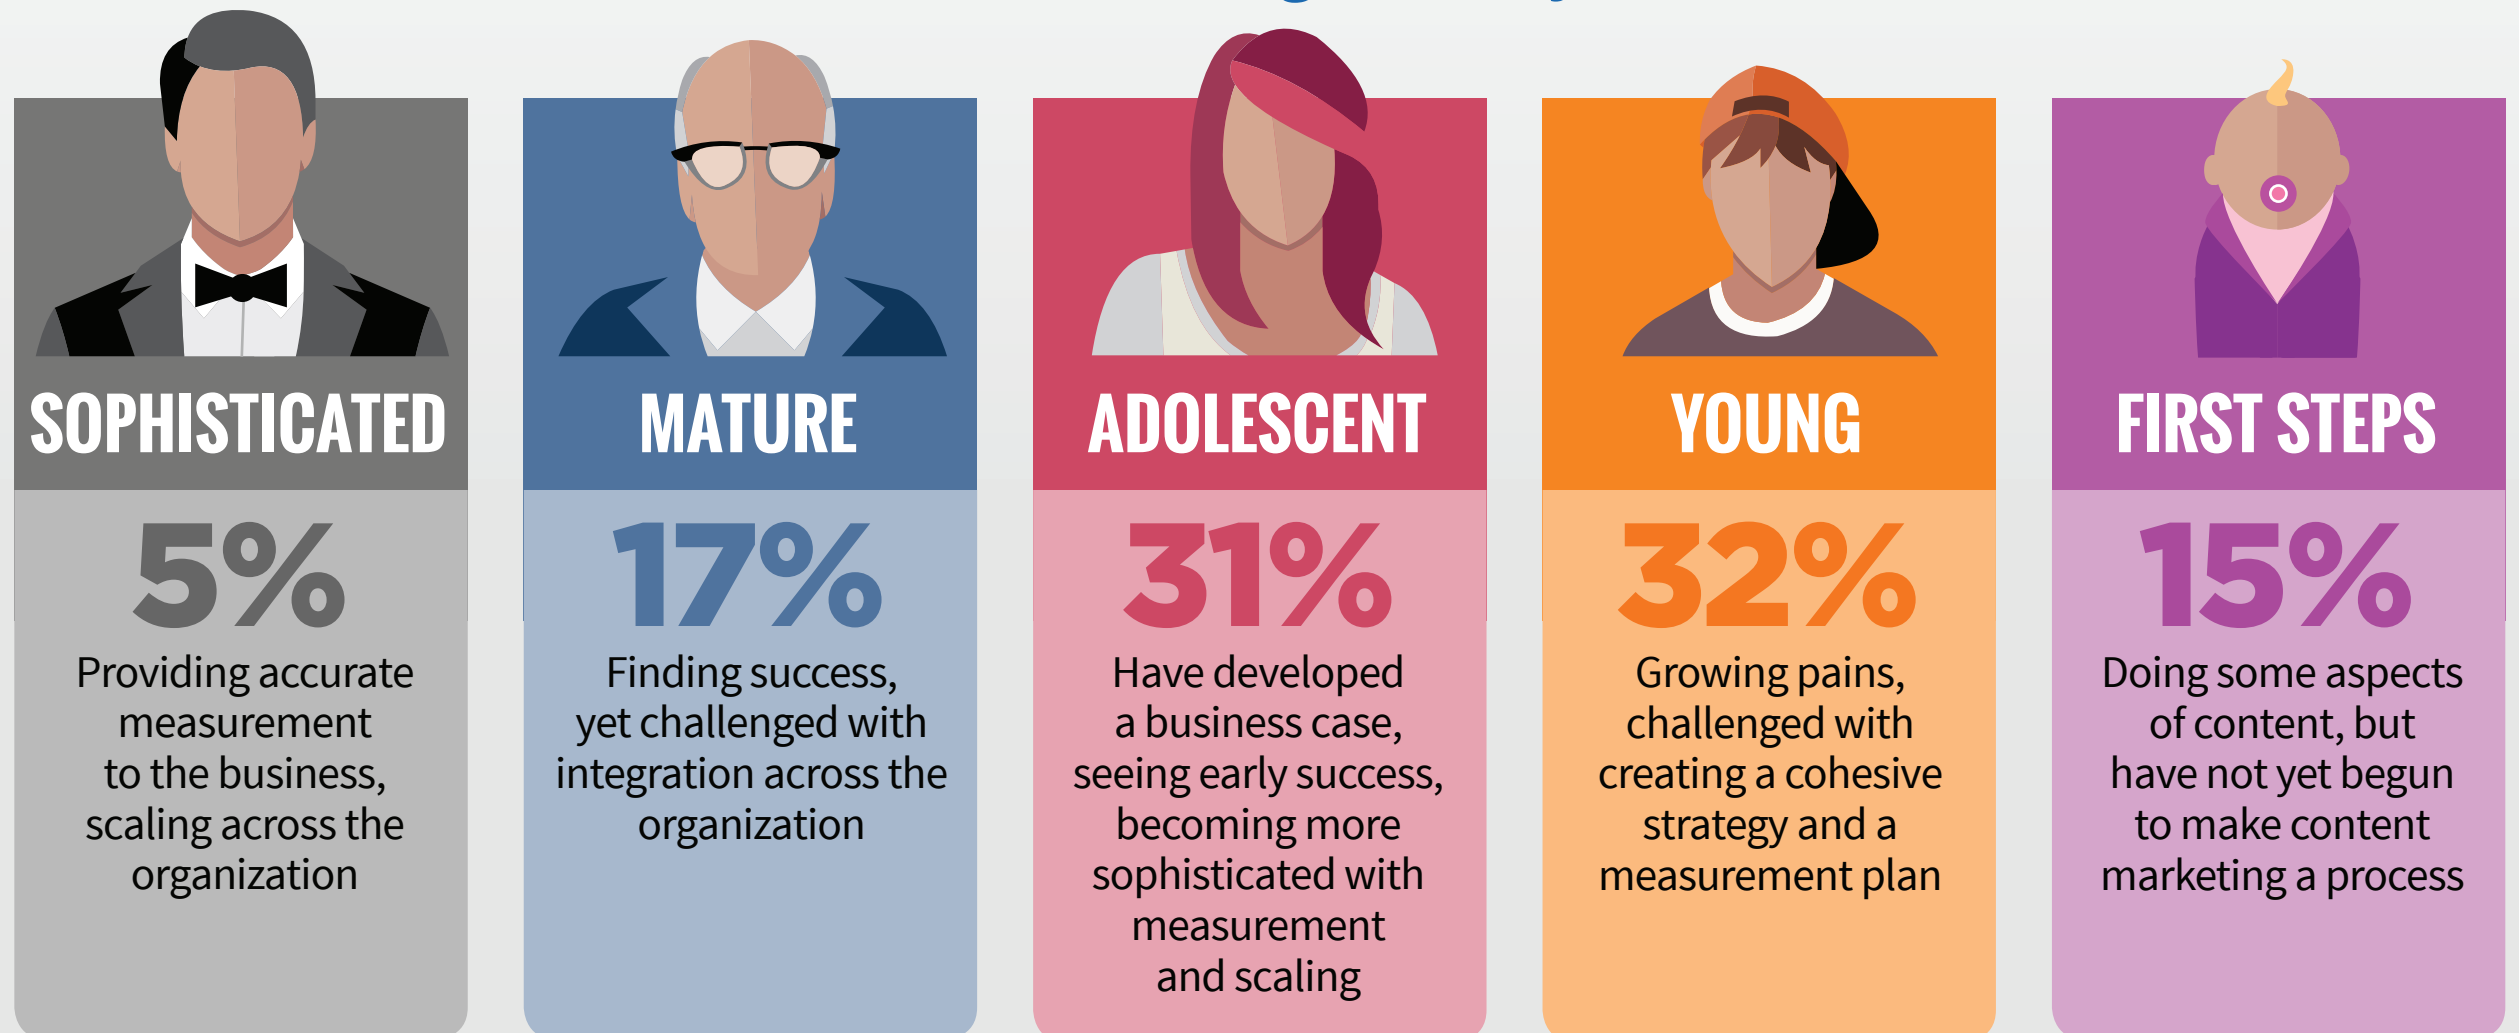 SOPHISTICATED
5%
Providing accurate
measurement
to the business,
scaling across the
organization
MATURE
17%
Finding success,
yet challenged with
integration across the
organization
ADOLESCENT
31%
Have developed
a business case,
seeing early success,
becoming more
sophisticated with
measurement
and scaling
YOUNG
32%
Growing pains,
challenged with
creating a cohesive
strategy and a
measurement plan
FIRST STEPS
15%
Doing some aspects
of content, but
have not yet begun
to make content
marketing a process